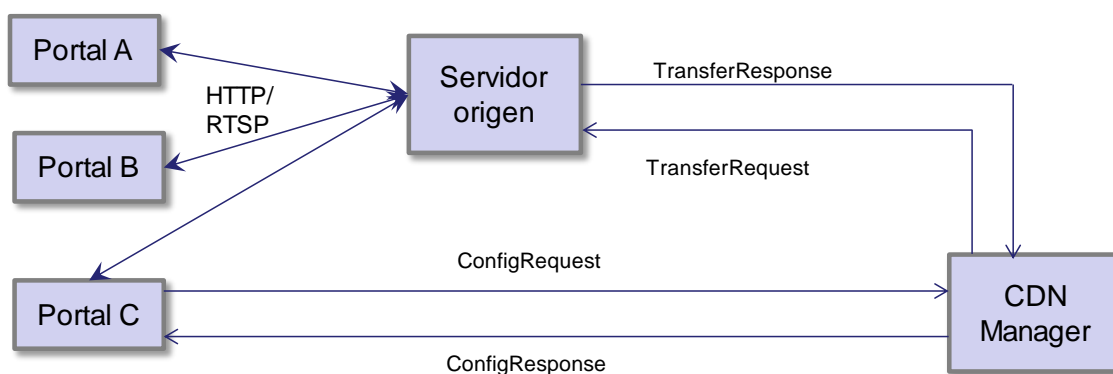 Portal A
Servidor
origen
TransferResponse
HTTP/
RTSP
Portal B
TransferRequest
ConfigRequest
Portal C
CDN
Manager
ConfigResponse